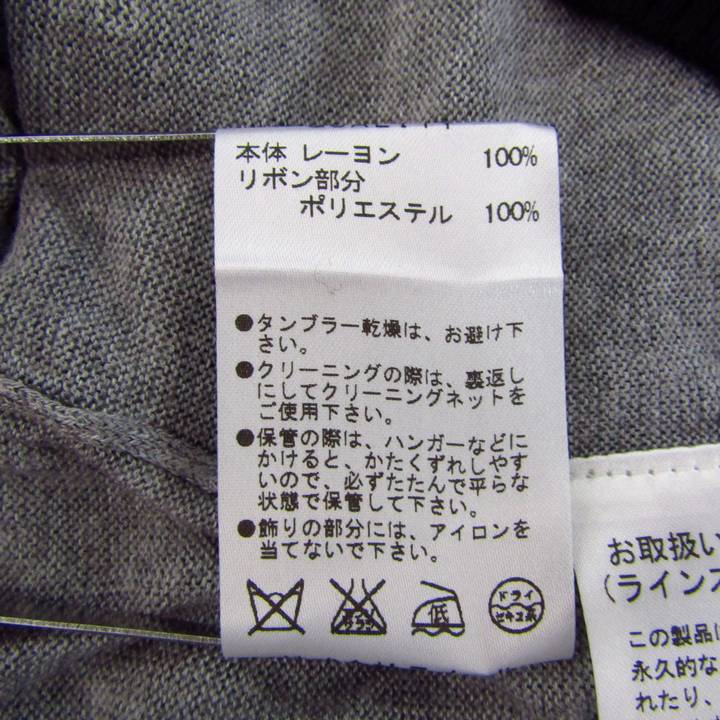 本体 レーヨン 100%
リボン部分
ポリエステル 100%
●タンブラー乾燥は、お避け下
さい。
●クリーニングの際は、裏返し
にしてクリーニングネットを
ご使用下さい。
●保管の際は、ハンガーなどに
かけると、かたくずれしやす
いので、必ずたたんで平らな
状態で保管して下さい。
●飾りの部分には、アイロンを
当てないで下さい。
低
ドライ
セキユ系
お取扱い
(ライン
この製品
永久的な
れたり、